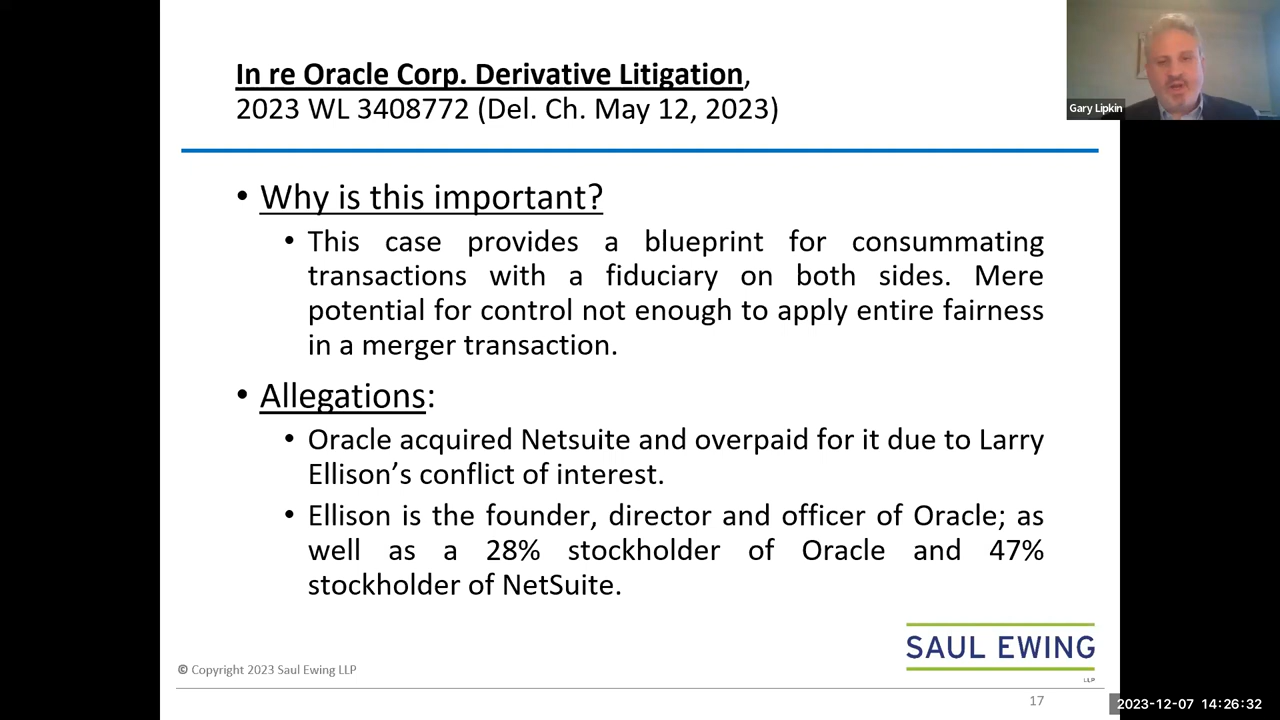 In re Oracle Corp. Derivative Litigation,
2023 WL 3408772 (Del. Ch. May 12, 2023)
Gary Lipkin
• Why is this important?
• This case provides a blueprint for consummating
transactions with a fiduciary on both sides. Mere
potential for control not enough to apply entire fairness
in a merger transaction.
• Allegations:
• Oracle acquired Netsuite and overpaid for it due to Larry
Ellison’s conflict of interest.
• Ellison is the founder, director and officer of Oracle; as
well as a 28% stockholder of Oracle and 47%
stockholder of NetSuite.
SAUL EWING
LLP
© Copyright 2023 Saul Ewing LLP
17
2023-12-07 14:26:32